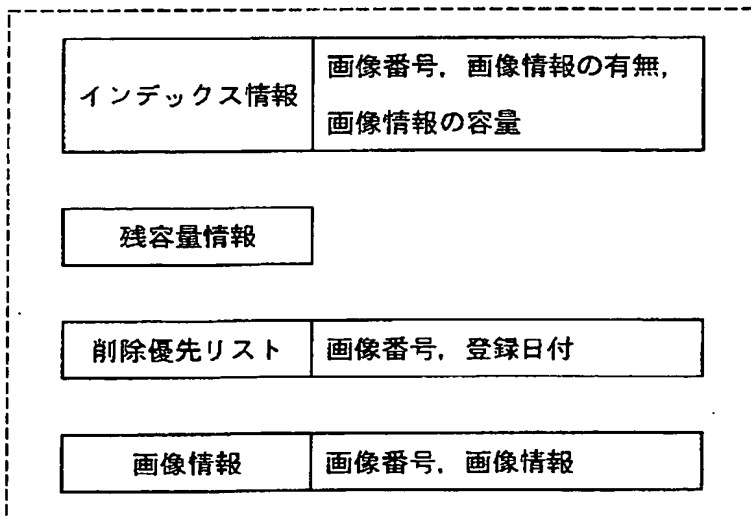 インデックス情報
画像番号，画像情報の有無，
画像情報の容量
残容量情報
削除優先リスト
画像番号，登録日付
画像情報
画像番号，画像情報